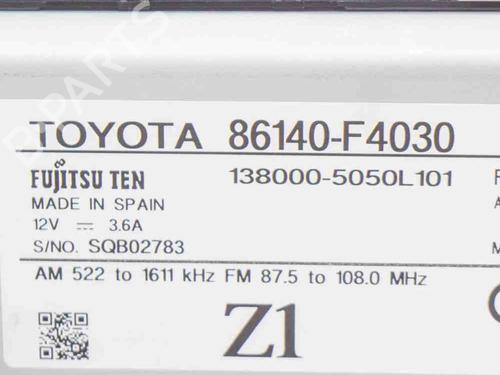 B-PARTS
TOYOTA 86140-F4030
FUJITSU TEN 138000-5050L101
MADE IN SPAIN
12V 3.6A
S/NO. SQB02783
AM 522 to 1611 kHz FM 87.5 to 108.0 MHz
Z1